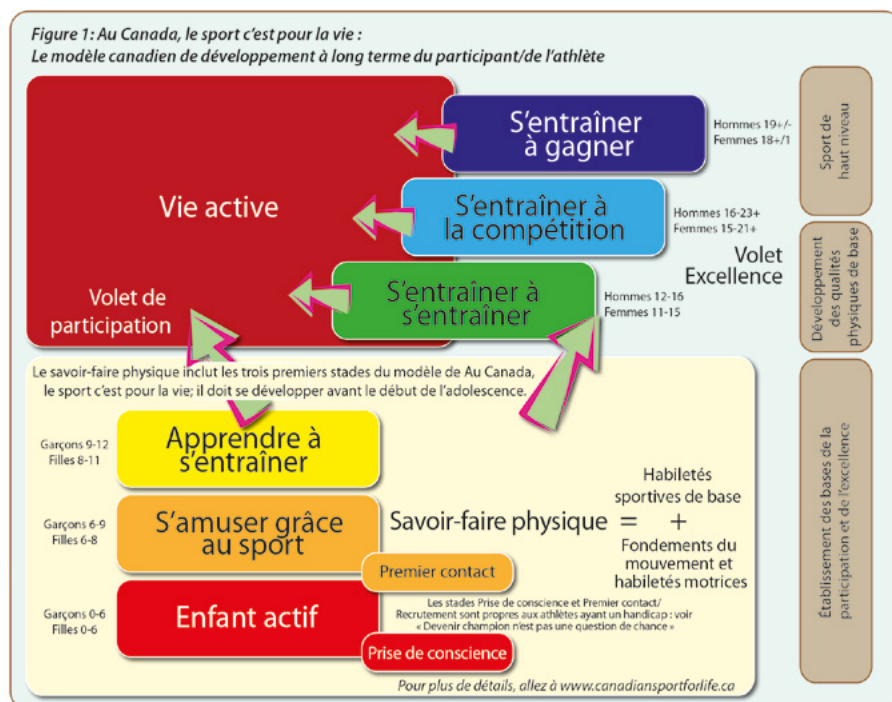 Figure 1: Au Canada, le sport c'est pour la vie :
Le modèle canadien de développement à long terme du participant/de l'athlète
S'entraîner
à gagner
Hommes 19+/-
Femmes 18+/1
Sport de
haut niveau
Vie active
S'entraîner à
la compétition
Hommes 16-23+
Femmes 15-21+
Volet
Excellence
Volet de
participation
S'entraîner à
s'entraîner
Hommes 12-16
Femmes 11-15
Développement
des qualités
physiques de base
Le savoir-faire physique inclut les trois premiers stades du modèle de Au Canada,
le sport c'est pour la vie; il doit se développer avant le début de l'adolescence.
Garçons 9-12
Filles 8-11
Apprendre à
s'entraîner
Garçons 6-9
Filles 6-8
S'amuser grâce
au sport
Savoir-faire physique =
Habiletés
sportives de base
+
Fondements du
mouvement et
habiletés motrices
Premier contact
Garçons 0-6
Filles 0-6
Enfant actif
Les stades Prise de conscience et Premier contact/
Recrutement sont propres aux athlètes ayant un handicap : voir
« Devenir champion n'est pas une question de chance »
Prise de conscience
Établissement des bases de la
participation et de l'excellence
Pour plus de détails, allez à www.canadiansportforlife.ca